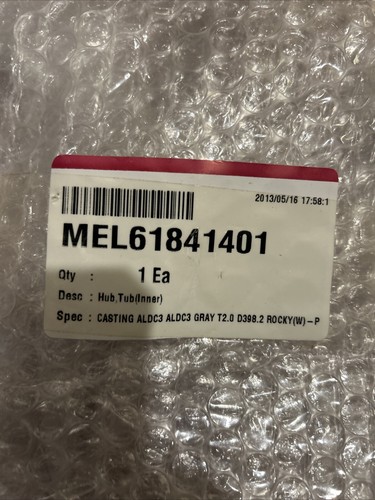 2013/05/16 17:58:1
MEL61841401
Qty : 1 Ea
Desc : Hub,Tub(Inner)
Spec : CASTING ALDC3 ALDC3 GRAY T2.0 D398.2 ROCKY(W)-P